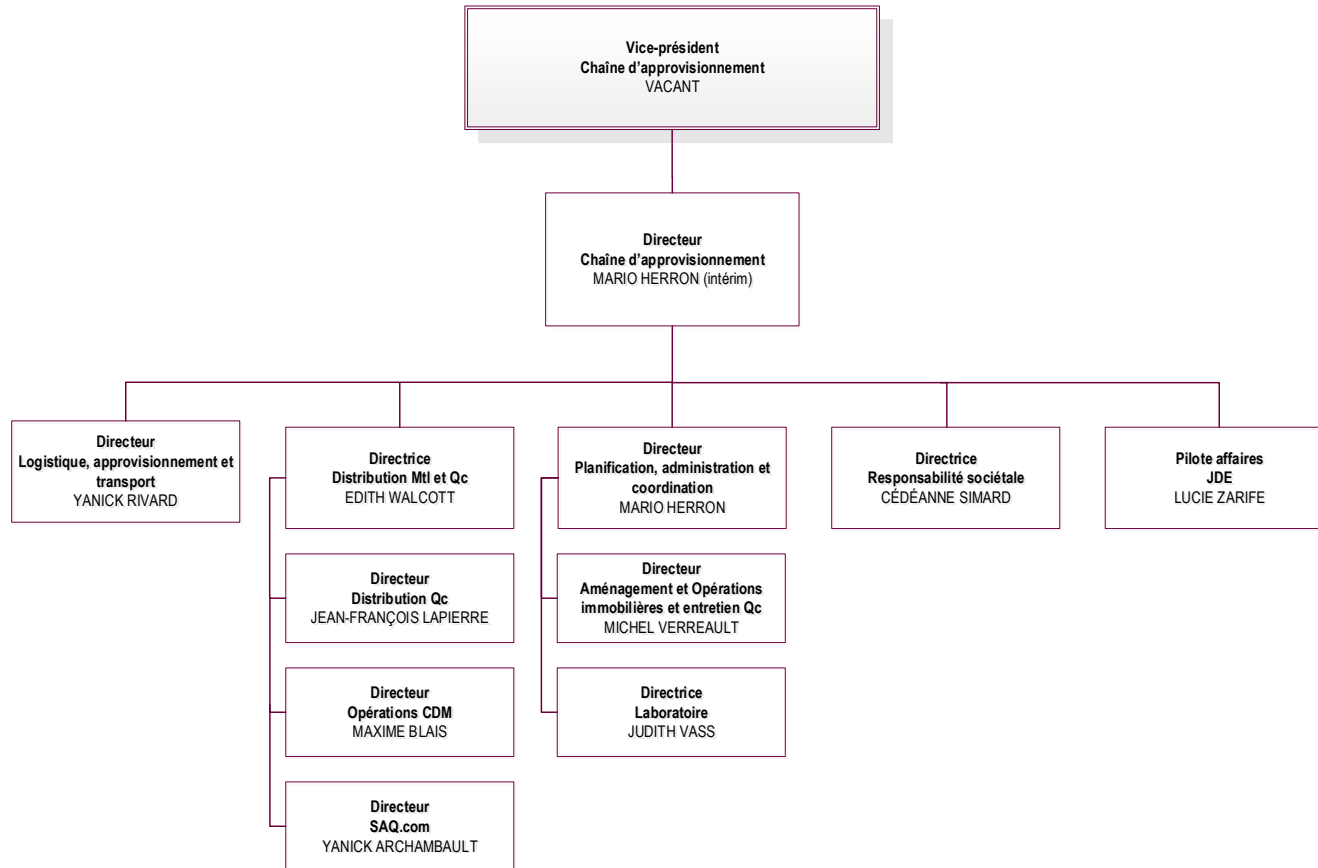 Vice-président
Chaîne d'approvisionnement
VACANT
Directeur
Chaîne d'approvisionnement
MARIO HERRON (intérim)
Directeur
Logistique, approvisionnement et
transport
YANICK RIVARD
Directrice
Distribution Mtl et Qc
EDITH WALCOTT
Directeur
Planification, administration et
coordination
MARIO HERRON
Directrice
Responsabilité sociétale
CÉDÉANNE SIMARD
Pilote affaires
JDE
LUCIE ZARIFE
Directeur
Distribution Qc
JEAN-FRANÇOIS LAPIERRE
Directeur
Aménagement et Opérations
immobilières et entretien Qc
MICHEL VERREAULT
Directeur
Opérations CDM
MAXIME BLAIS
Directrice
Laboratoire
JUDITH VASS
Directeur
SAQ.com
YANICK ARCHAMBAULT